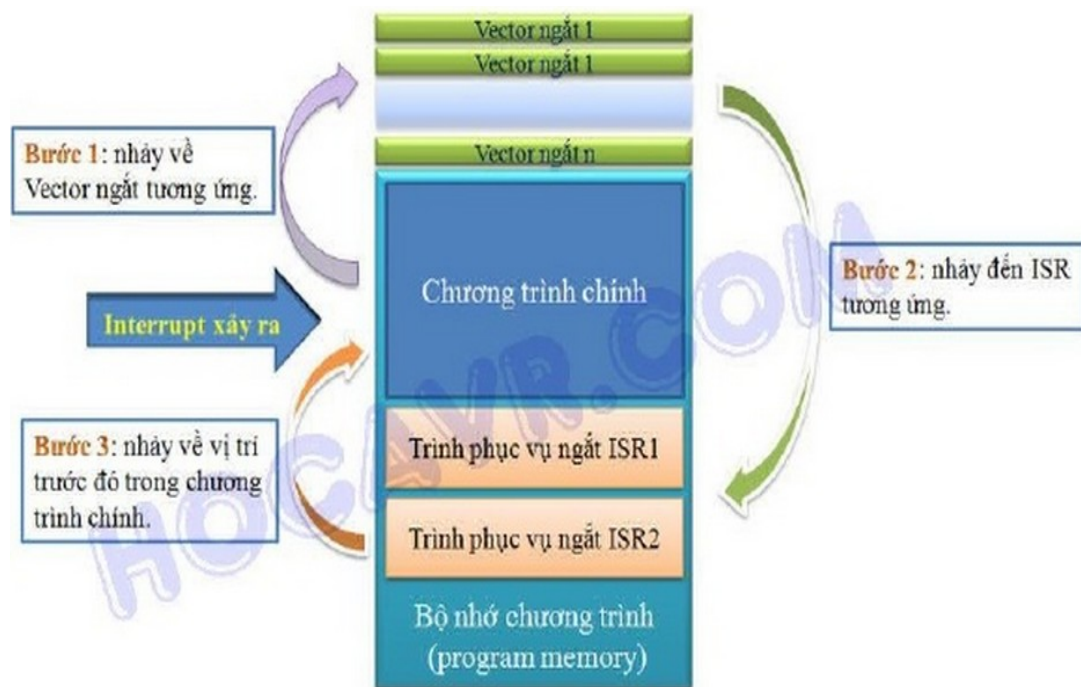 Vector ngắt 1
Vector ngắt 1
Vector ngắt n
Bước 1: nhảy về
Vector ngắt tương ứng.
Chương trình chính
Bước 2: nhảy đến ISR
tương ứng.
Interrupt xảy ra
Bước 3: nhảy về vị trí
trước đó trong chương
trình chính.
Trình phục vụ ngắt ISR1
Trình phục vụ ngắt ISR2
Bộ nhớ chương trình
(program memory)
HOCAVR.COM